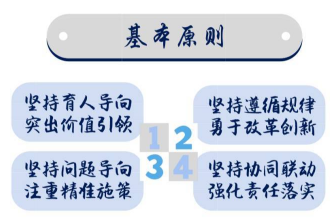 基本原则
坚持育人导向
突出价值引领
1
2
坚持遵循规律
勇于改革创新
坚持问题导向
注重精准施策
3
4
坚持协同联动
强化责任落实